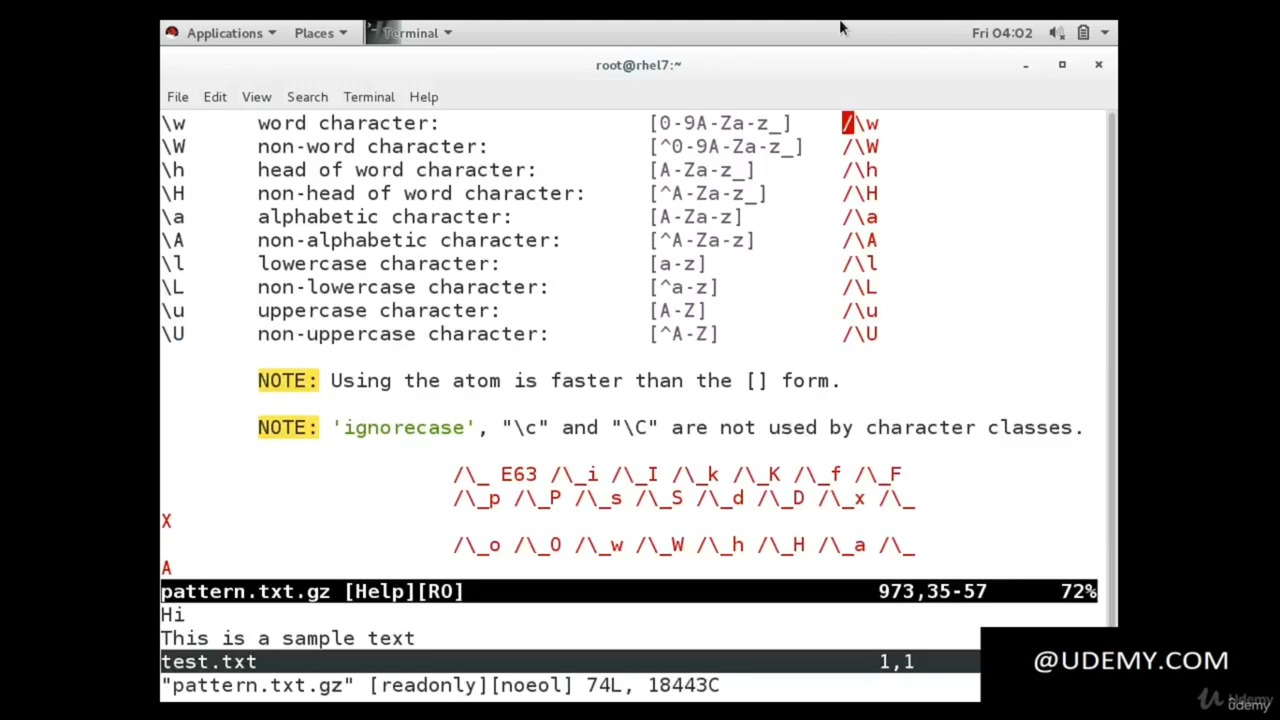 Applications Places Terminal Fri 04:02
root@rhel7:~
File Edit View Search Terminal Help
\w word character: [0-9A-Za-z_] /\w
\W non-word character: [^0-9A-Za-z_] /\W
\h head of word character: [A-Za-z_] /\h
\H non-head of word character: [^A-Za-z_] /\H
\a alphabetic character: [A-Za-z] /\a
\A non-alphabetic character: [^A-Za-z] /\A
\l lowercase character: [a-z] /\l
\L non-lowercase character: [^a-z] /\L
\u uppercase character: [A-Z] /\u
\U non-uppercase character: [^A-Z] /\U
NOTE: Using the atom is faster than the [] form.
NOTE: 'ignorecase', "\c" and "\C" are not used by character classes.
/\_ E63 /\_i /\_I /\_k /\_K /\_f /\_F
/\_p /\_P /\_s /\_S /\_d /\_D /\_x /\_
X
/\_o /\_O /\_w /\_W /\_h /\_H /\_a /\_
A
pattern.txt.gz [Help][RO] 973,35-57 72%
Hi
This is a sample text
test.txt 1,1
@UDEMY.COM
"pattern.txt.gz" [readonly][noeol] 74L, 18443C
Udemy
ûdemy